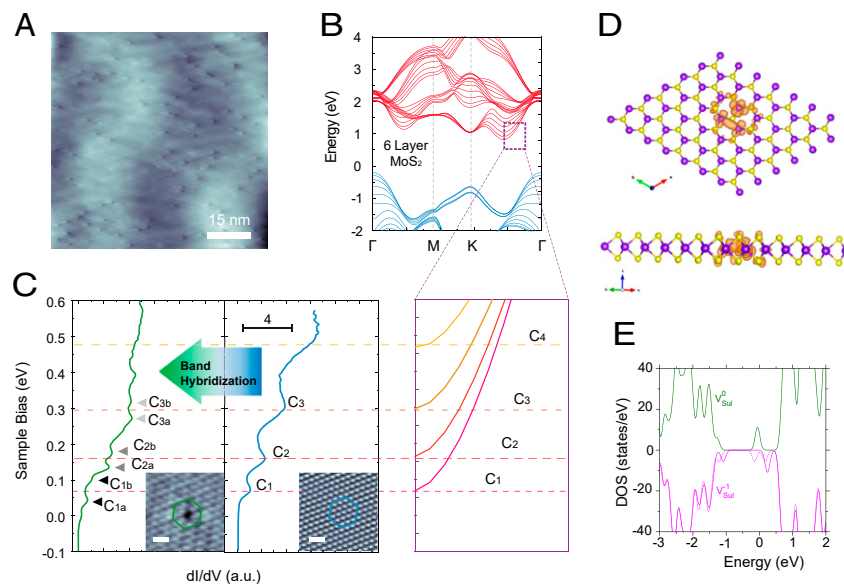 A
15 nm
B
Energy (eV)
4
3
2
1
0
-1
-2
6 Layer
MoS₂
Γ
M
K
Γ
D
C
Sample Bias (eV)
0.6
0.5
0.4
0.3
0.2
0.1
0.0
-0.1
Band
Hybridization
C3b
C3a
C2b
C2a
C1b
C1a
4
C3
C2
C1
dI/dV (a.u.)
C4
C3
C2
C1
E
DOS (states/eV)
40
20
0
-20
-40
V⁰Sul
V⁻¹Sul
-3
-2
-1
0
1
2
Energy (eV)